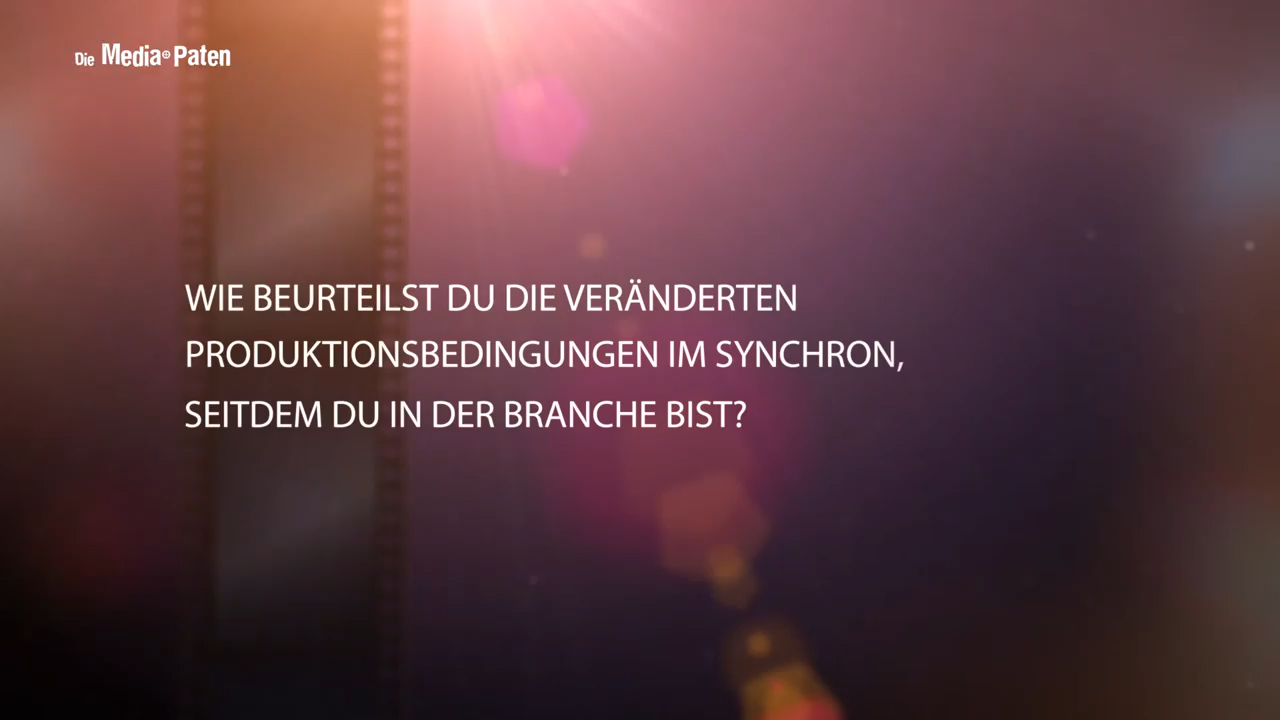 Die Media Paten
WIE BEURTEILST DU DIE VERÄNDERTEN
PRODUKTIONSBEDINGUNGEN IM SYNCHRON,
SEITDEM DU IN DER BRANCHE BIST?